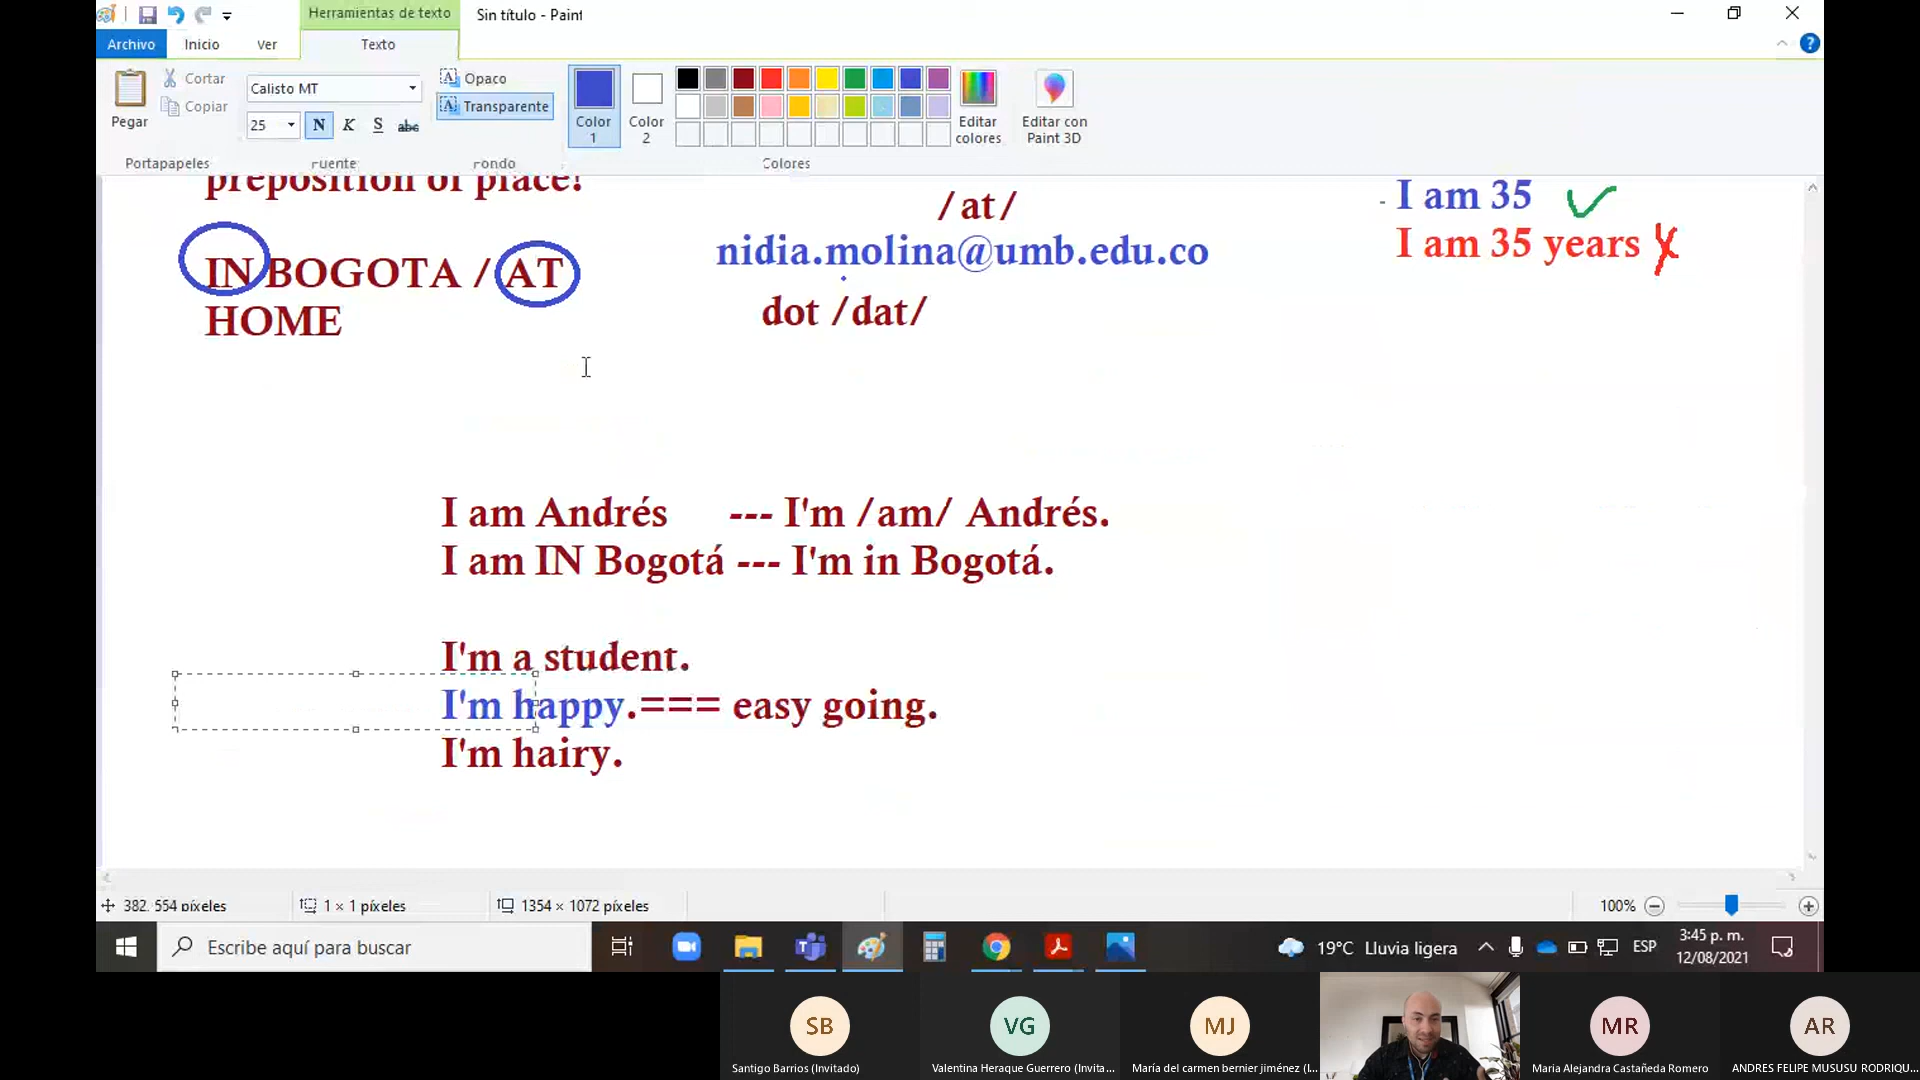 Herramientas de texto
Sin título - Paint
Archivo
Inicio
Ver
Texto
Pegar
Cortar
Copiar
Portapapeles
Calisto MT
25
N K S abc
Fuente
Opaco
Transparente
Fondo
Color 1
Color 2
Editar colores
Editar con Paint 3D
Colores
preposition of place!
IN BOGOTA / AT
HOME
/at/
nidia.molina@umb.edu.co
dot /dat/
- I am 35
I am 35 years
I am Andrés --- I'm /am/ Andrés.
I am IN Bogotá --- I'm in Bogotá.
I'm a student.
I'm happy.=== easy going.
I'm hairy.
382, 554 píxeles
1 × 1 píxeles
1354 × 1072 píxeles
100%
Escribe aquí para buscar
19°C Lluvia ligera
ESP
3:45 p. m.
12/08/2021
SB
Santigo Barrios (Invitado)
VG
Valentina Heraque Guerrero (Invita...
MJ
María del carmen bernier jiménez (I...
MR
Maria Alejandra Castañeda Romero
AR
ANDRES FELIPE MUSUSU RODRIQU...